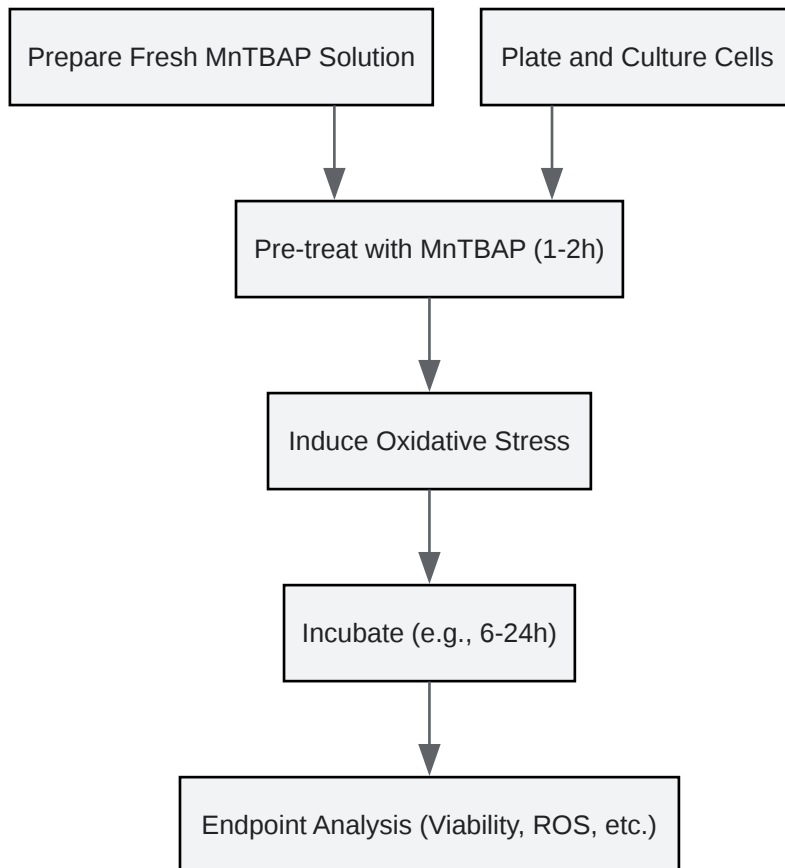 Prepare Fresh MnTBAP Solution
Plate and Culture Cells
Pre-treat with MnTBAP (1-2h)
Induce Oxidative Stress
Incubate (e.g., 6-24h)
Endpoint Analysis (Viability, ROS, etc.)